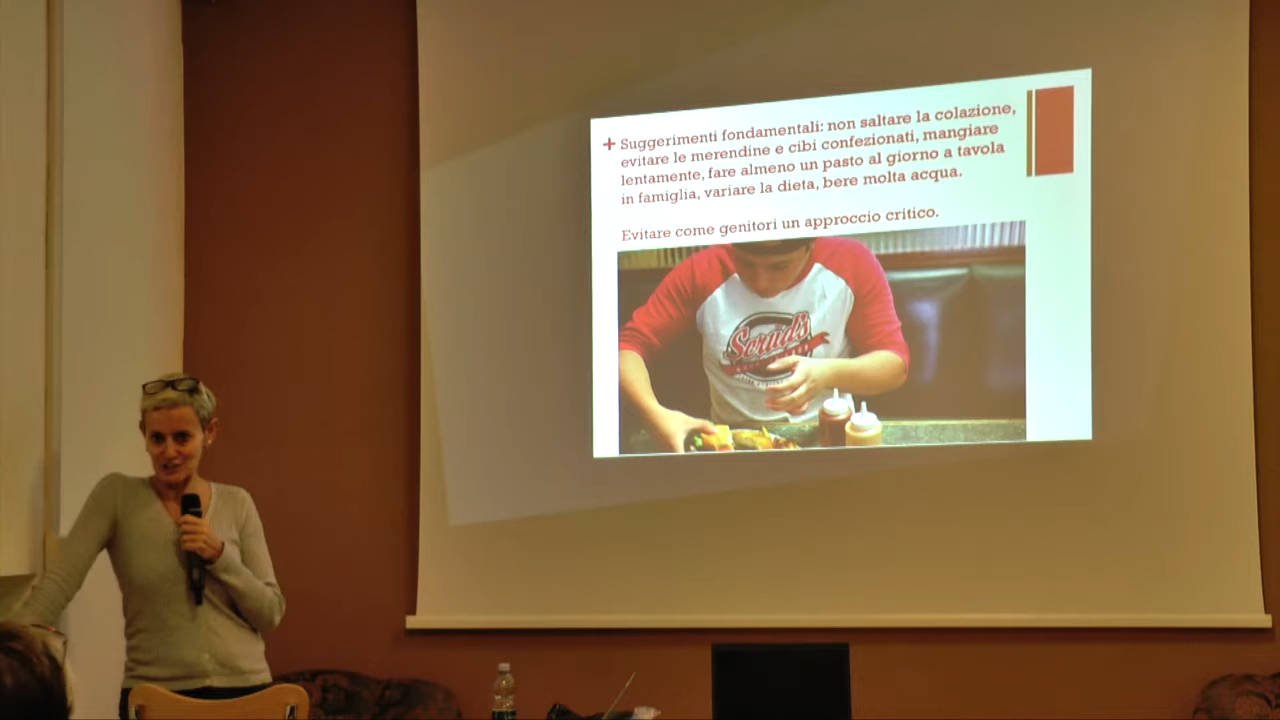 + Suggerimenti fondamentali: non saltare la colazione,
evitare le merendine e cibi confezionati, mangiare
lentamente, fare almeno un pasto al giorno a tavola
in famiglia, variare la dieta, bere molta acqua.
Evitare come genitori un approccio critico.